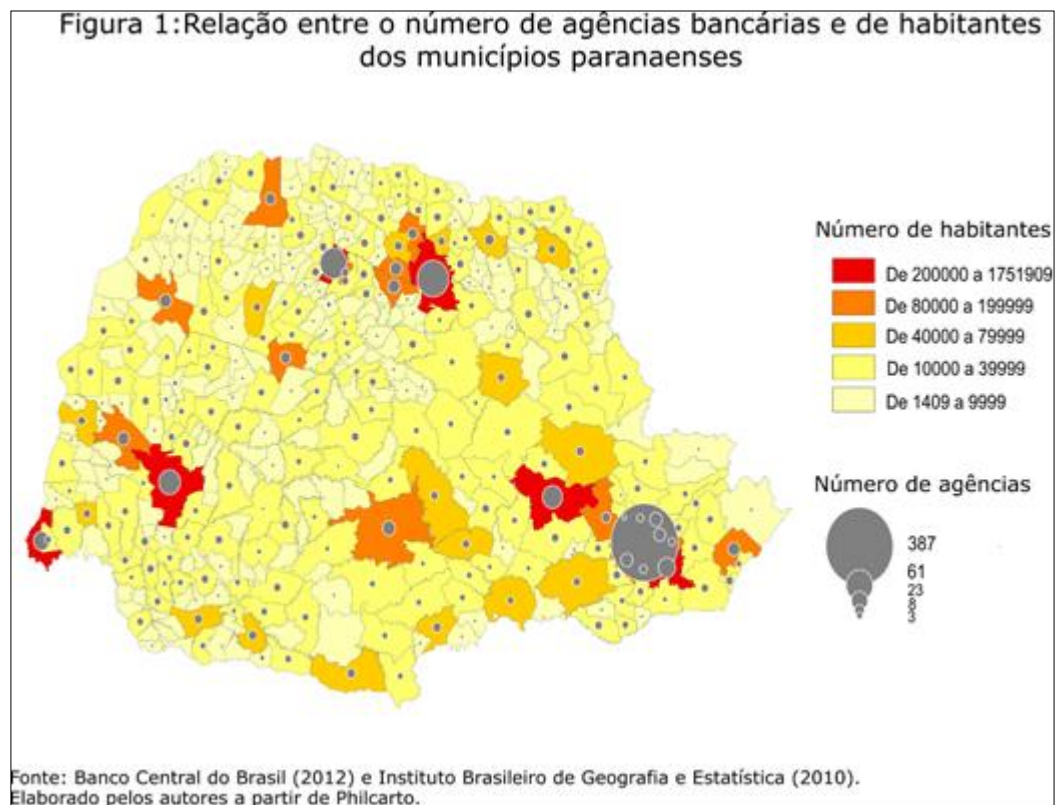 Figura 1:Relação entre o número de agências bancárias e de habitantes
dos municípios paranaenses
Número de habitantes
De 200000 a 1751909
De 80000 a 199999
De 40000 a 79999
De 10000 a 39999
De 1409 a 9999
Número de agências
387
61
23
8
3
Fonte: Banco Central do Brasil (2012) e Instituto Brasileiro de Geografia e Estatística (2010).
Elaborado pelos autores a partir de Philcarto.